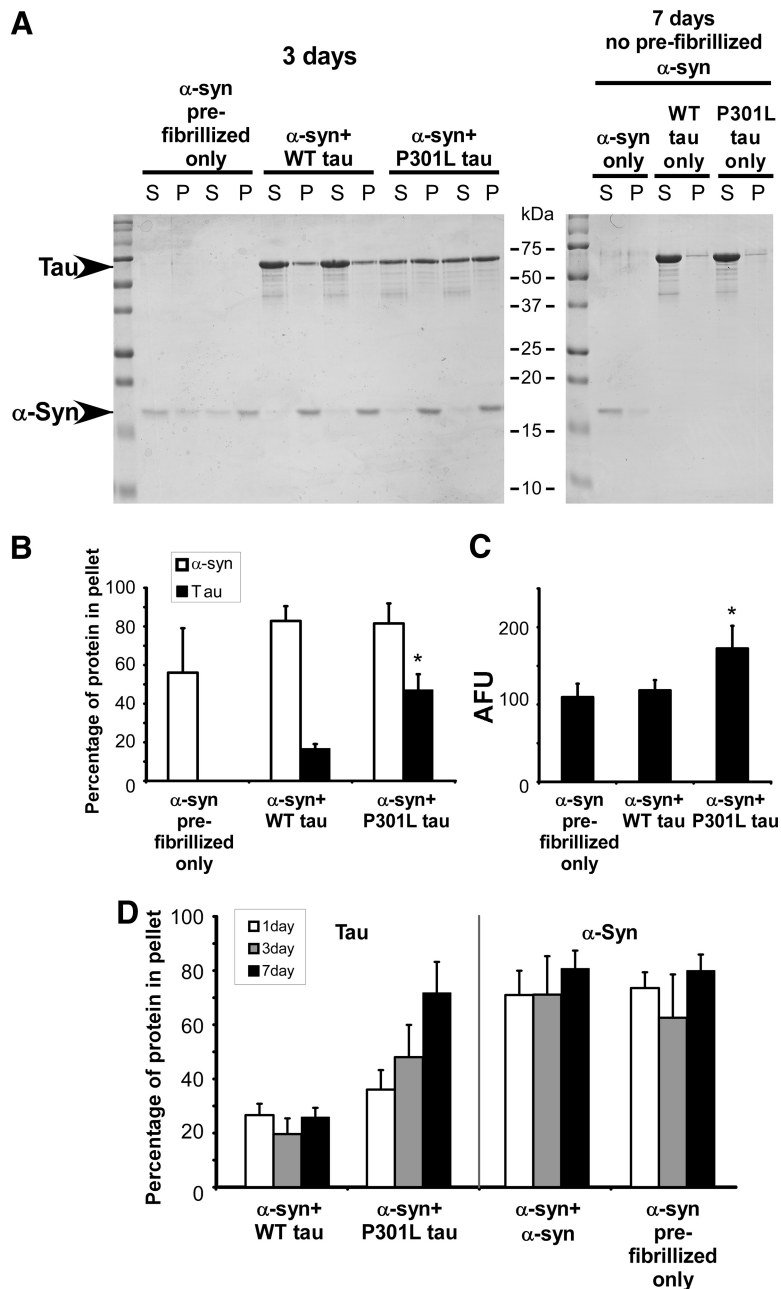 A
3 days
7 days
no pre-fibrillized
α-syn
α-syn
pre-
fibrillized
only
α-syn+
WT tau
α-syn+
P301L tau
α-syn
only
WT
tau
only
P301L
tau
only
S P S P S P S P S P S P
S P S P S P
kDa
Tau
α-Syn
-75-
-50-
-37-
-25-
-20-
-15-
-10-
B
α-syn
Tau
Percentage of protein in pellet
100
80
60
40
20
0
*
α-syn
pre-
fibrillized
only
α-syn+
WT tau
α-syn+
P301L tau
C
AFU
200
100
0
*
α-syn
pre-
fibrillized
only
α-syn+
WT tau
α-syn+
P301L tau
D
1day
3day
7day
Tau
α-Syn
Percentage of protein in pellet
100
80
60
40
20
0
α-syn+
WT tau
α-syn+
P301L tau
α-syn+
α-syn
α-syn
pre-
fibrillized
only